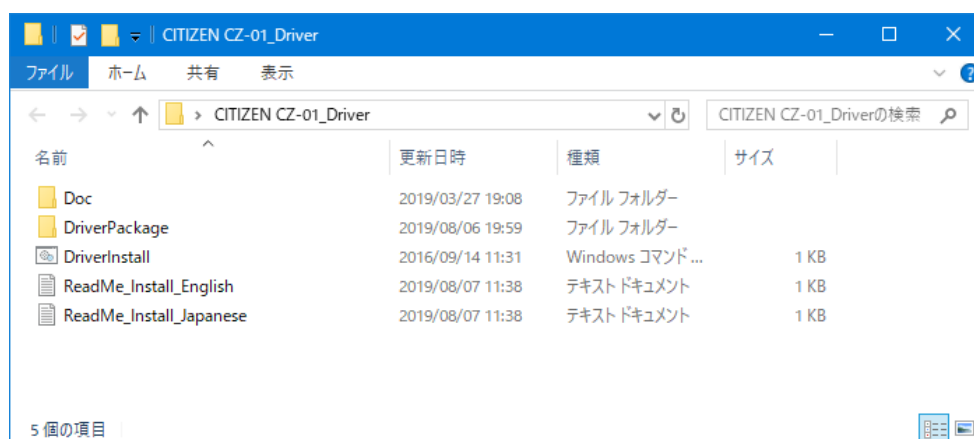 CITIZEN CZ-01_Driver
ファイル ホーム 共有 表示
CITIZEN CZ-01_Driver CITIZEN CZ-01_Driverの検索
名前 更新日時 種類 サイズ
Doc 2019/03/27 19:08 ファイル フォルダー
DriverPackage 2019/08/06 19:59 ファイル フォルダー
DriverInstall 2016/09/14 11:31 Windows コマンド ... 1 KB
ReadMe_Install_English 2019/08/07 11:38 テキスト ドキュメント 1 KB
ReadMe_Install_Japanese 2019/08/07 11:38 テキスト ドキュメント 1 KB
5 個の項目